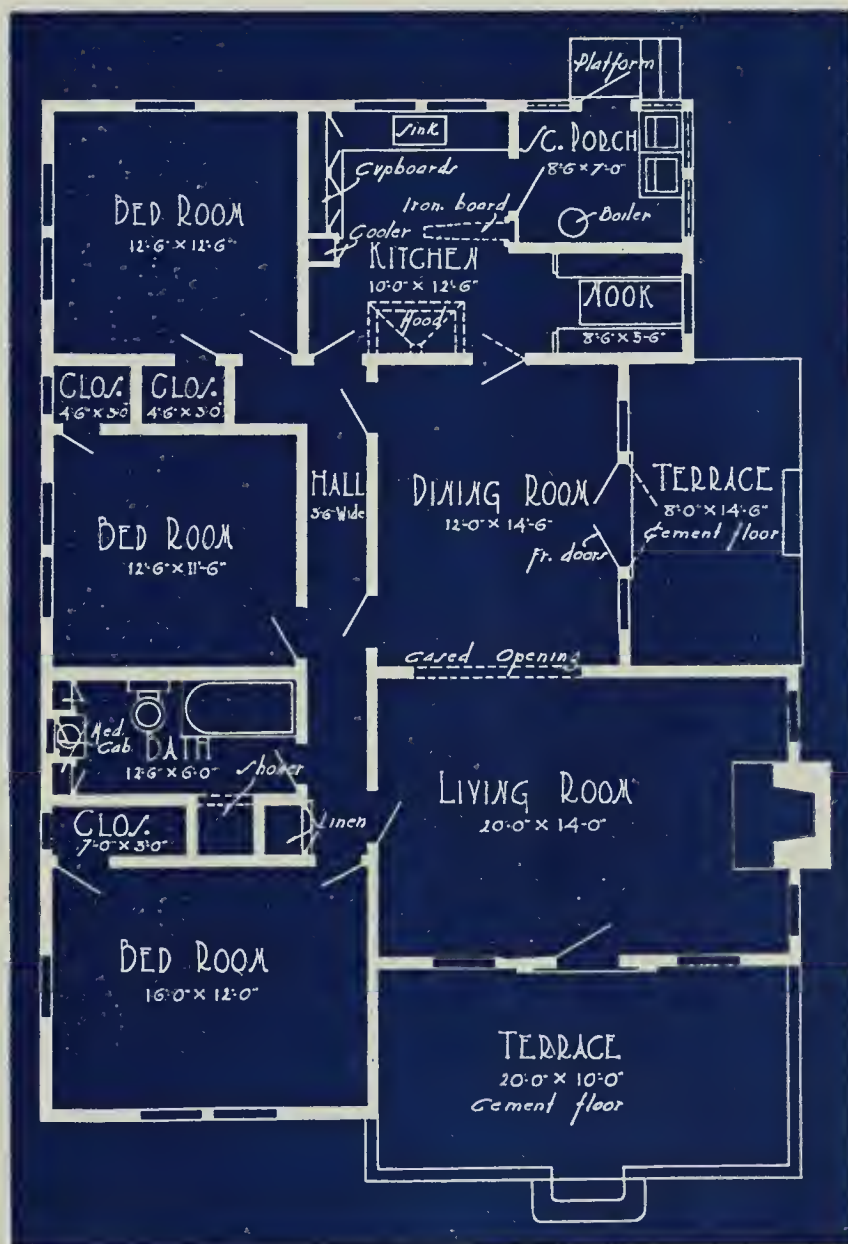 Platform
Sink
SC. PORCH
8'-6" X 7'-0"
Cupboards
Iron. board
Boiler
Cooler
BED ROOM
12'-6" X 12'-6"
KITCHEN
10'-0" X 12'-6"
Hood
NOOK
8'-6" X 5'-6"
CLOS.
4'-6" X 3'-0"
CLOS.
4'-6" X 3'-0"
HALL
3'-6" Wide
DINING ROOM
12'-0" X 14'-6"
TERRACE
8'-0" X 14'-6"
Cement floor
Fr. doors
BED ROOM
12'-6" X 11'-6"
Cased Opening
Med.
Cab.
BATH
12'-6" X 6'-0"
Shower
LIVING ROOM
20'-0" X 14'-0"
CLOS.
7'-0" X 3'-0"
Linen
BED ROOM
16'-0" X 12'-0"
TERRACE
20'-0" X 10'-0"
Cement floor